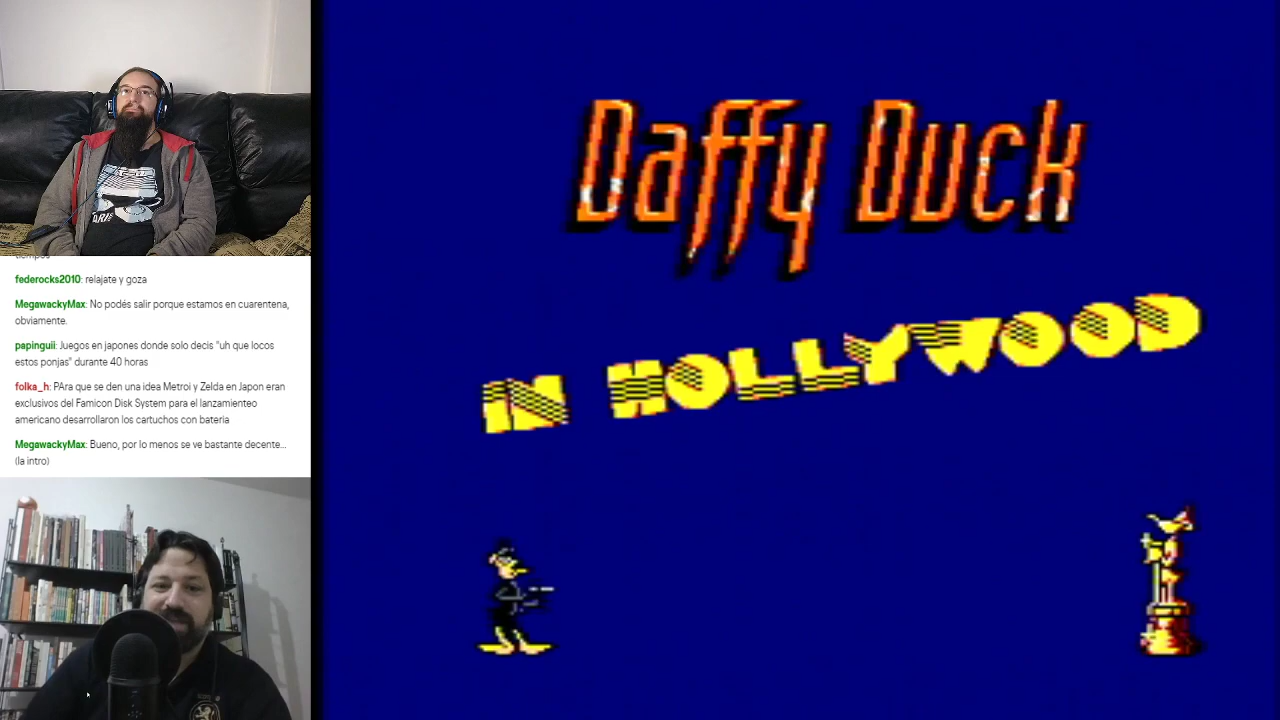 federocks2010: relajate y goza
MegawackyMax: No podés salir porque estamos en cuarentena,
obviamente.
papinguii: Juegos en japones donde solo decis "uh que locos
estos ponjas" durante 40 horas
folka_h: PAra que se den una idea Metroi y Zelda en Japon eran
exclusivos del Famicon Disk System para el lanzamienteo
americano desarrollaron los cartuchos con bateria
MegawackyMax: Bueno, por lo menos se ve bastante decente...
(la intro)
Daffy Duck
IN HOLLYWOOD